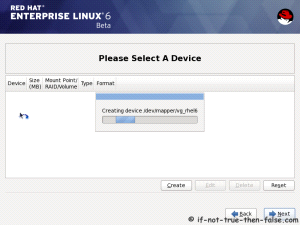 RED HAT
ENTERPRISE LINUX 6
Beta
Please Select A Device
Device
Size (MB)
Mount Point/ RAID/Volume
Type
Format
Creating device /dev/mapper/vg_rhel6
Create
Edit
Delete
Reset
Back
Next
© if-not-true-then-false.com